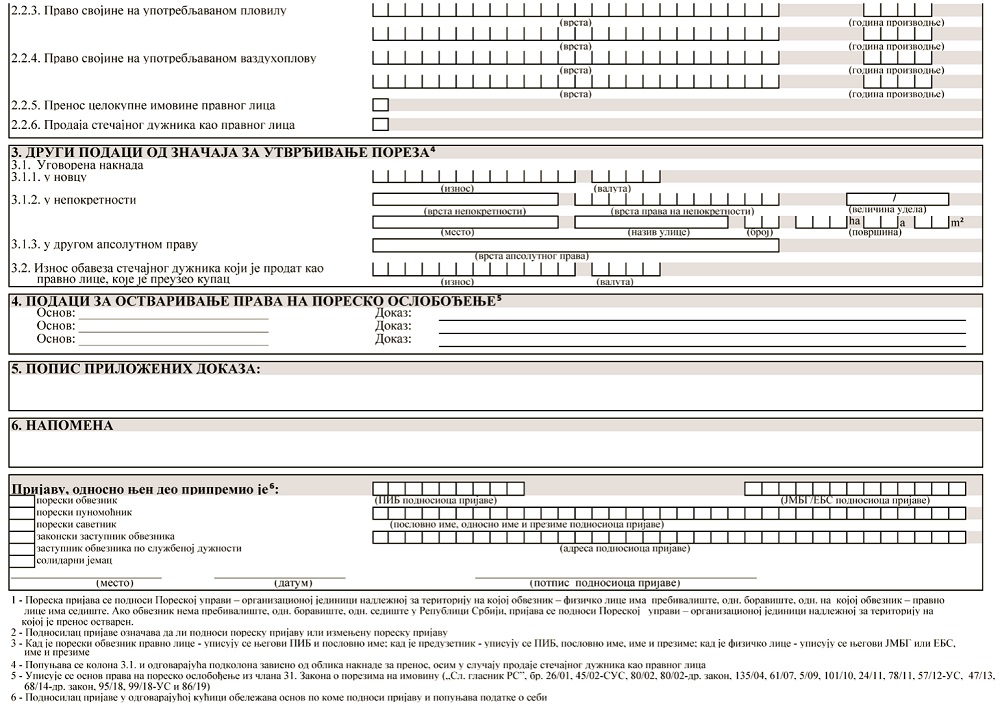 2.2.3. Право својине на употребљаваном пловилу
(врста) (година производње)
(врста) (година производње)
2.2.4. Право својине на употребљаваном ваздухоплову
(врста) (година производње)
(врста) (година производње)
2.2.5. Пренос целокупне имовине правног лица
2.2.6. Продаја стечајног дужника као правног лица
3. ДРУГИ ПОДАЦИ ОД ЗНАЧАЈА ЗА УТВРЂИВАЊЕ ПОРЕЗА⁴
3.1. Уговорена накнада
3.1.1. у новцу
(износ) (валута)
3.1.2. у непокретности /
(врста непокретности) (врста права на непокретности) (величина удела)
ha a m²
(место) (назив улице) (број) (површина)
3.1.3. у другом апсолутном праву
(врста апсолутног права)
3.2. Износ обавеза стечајног дужника који је продат као
правно лице, које је преузео купац
(износ) (валута)
4. ПОДАЦИ ЗА ОСТВАРИВАЊЕ ПРАВА НА ПОРЕСКО ОСЛОБОЂЕЊЕ⁵
Основ: Доказ:
Основ: Доказ:
Основ: Доказ:
5. ПОПИС ПРИЛОЖЕНИХ ДОКАЗА:
6. НАПОМЕНА
Пријаву, односно њен део припремио је⁶:
порески обвезник (ПИБ подносиоца пријаве) (ЈМБГ/ЕБС подносиоца пријаве)
порески пуномоћник
порески саветник (пословно име, односно име и презиме подносиоца пријаве)
законски заступник обвезника
заступник обвезника по службеној дужности (адреса подносиоца пријаве)
солидарни јемац
(место) (датум) (потпис подносиоца пријаве)
1 - Пореска пријава се подноси Пореској управи – организационој јединици надлежној за територију на којој обвезник – физичко лице има пребивалиште, одн. боравиште, одн. на којој обвезник – правно
лице има седиште. Ако обвезник нема пребивалиште, одн. боравиште, одн. седиште у Републици Србији, пријава се подноси Пореској управи – организационој јединици надлежној за територију на
којој је пренос остварен.
2 - Подносилац пријаве означава да ли подноси пореску пријаву или измењену пореску пријаву
3 - Кад је порески обвезник правно лице - уписују се његови ПИБ и пословно име; кад је предузетник - уписују се ПИБ, пословно име, име и презиме; кад је физичко лице - уписују се његови ЈМБГ или ЕБС,
име и презиме
4 - Попуњава се колона 3.1. и одговарајућа подколона зависно од облика накнаде за пренос, осим у случају продаје стечајног дужника као правног лица
5 - Уписује се основ права на пореско ослобођење из члана 31. Закона о порезима на имовину („Сл. гласник РС”, бр. 26/01, 45/02-СУС, 80/02, 80/02-др. закон, 135/04, 61/07, 5/09, 101/10, 24/11, 78/11, 57/12-УС, 47/13,
68/14-др. закон, 95/18, 99/18-УС и 86/19)
6 - Подносилац пријаве у одговарајућој кућици обележава основ по коме подноси пријаву и попуњава податке о себи